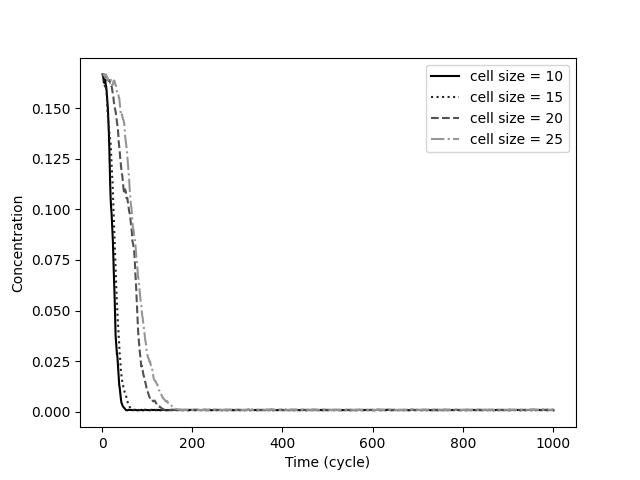 cell size = 10
cell size = 15
cell size = 20
cell size = 25
0.150
0.125
0.100
0.075
0.050
0.025
0.000
Concentration
0 200 400 600 800 1000
Time (cycle)